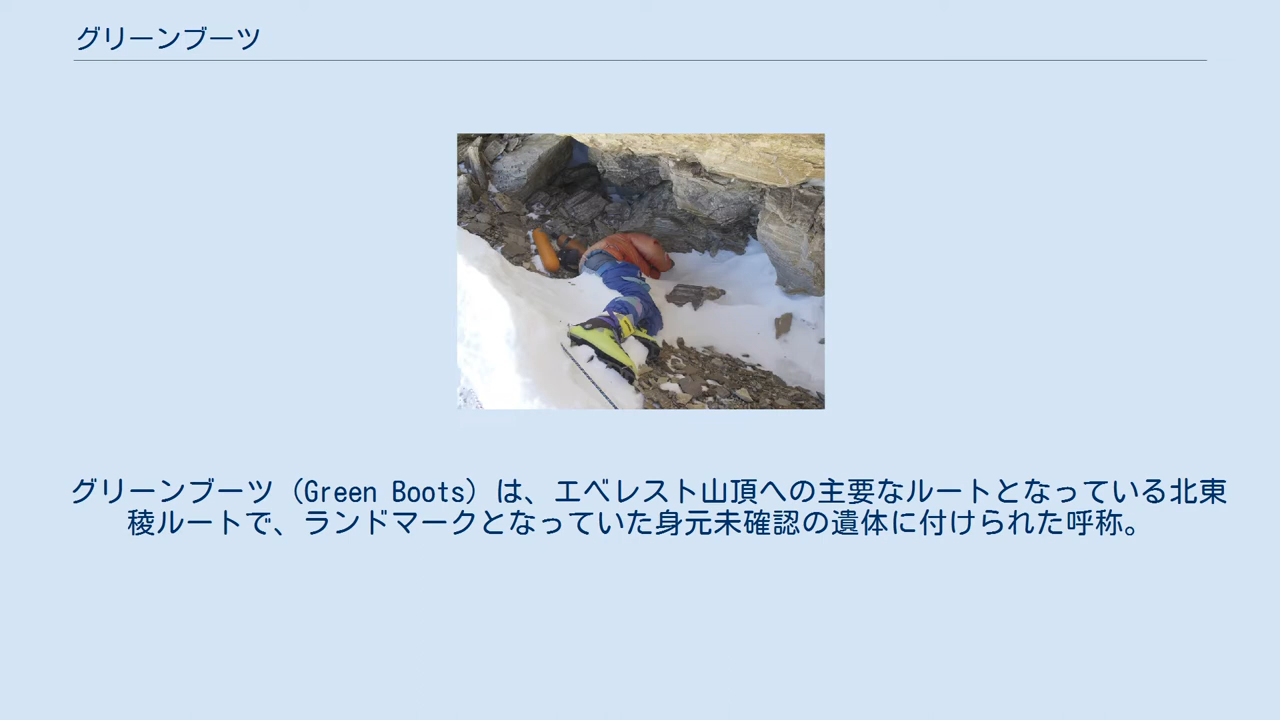 グリーンブーツ
グリーンブーツ（Green Boots）は、エベレスト山頂への主要なルートとなっている北東
稜ルートで、ランドマークとなっていた身元未確認の遺体に付けられた呼称。